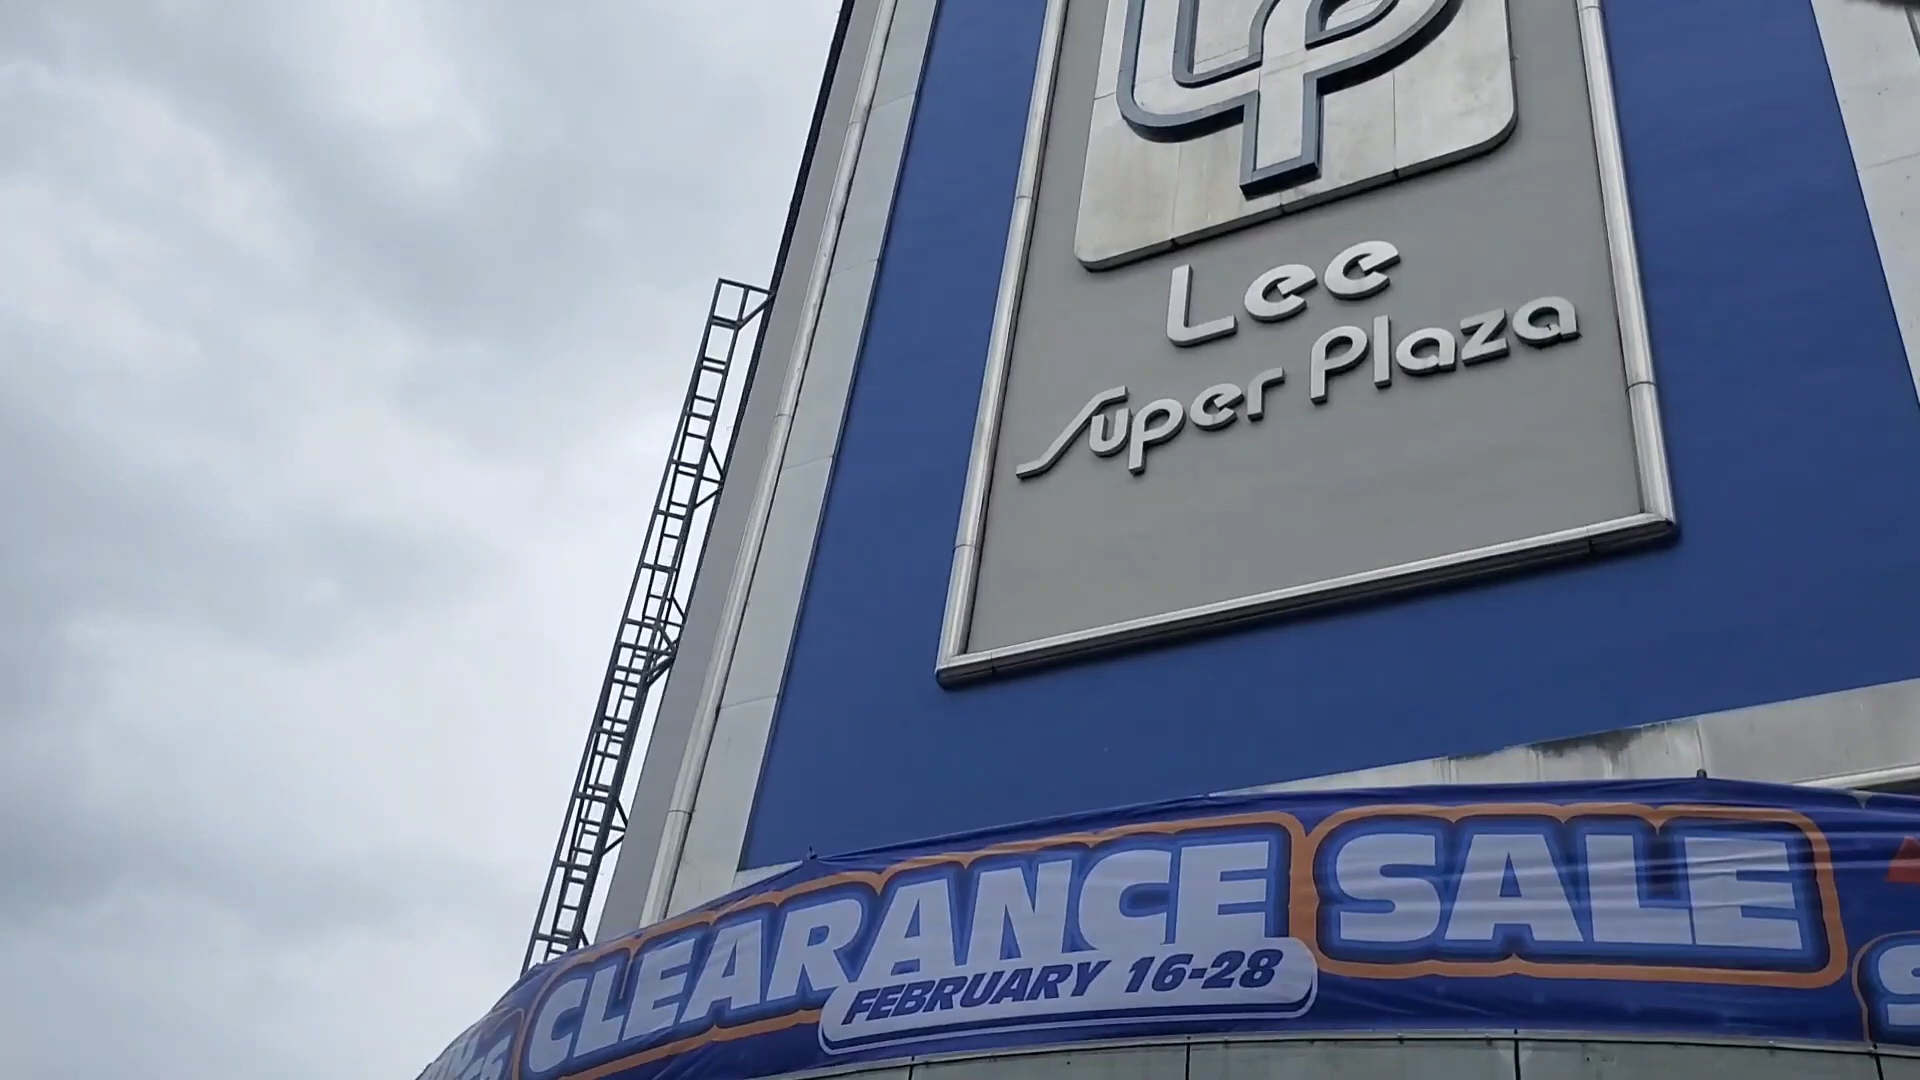 LP
Lee
Super Plaza
CLEARANCE SALE
FEBRUARY 16-28